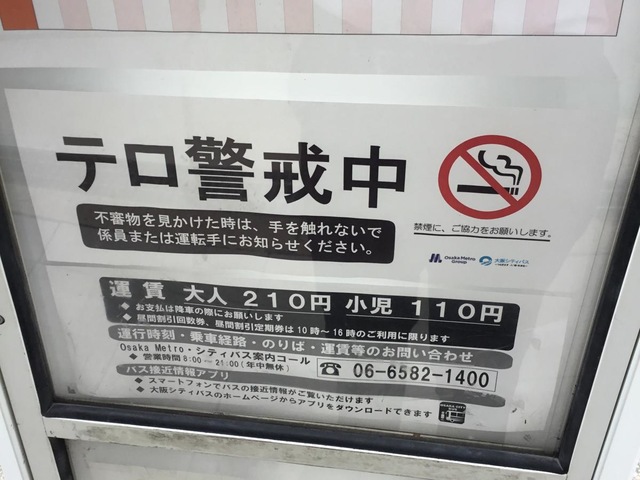 テロ警戒中
不審物を見かけた時は、手を触れないで
係員または運転手にお知らせください。
禁煙に、ご協力をお願いします。
Osaka Metro
Group
大阪シティバス
運 賃 大人 210円 小児 110円
◆ お支払は降車の際にお願いします
◆ 昼間割引回数券、昼間割引定期券は10時～16時のご利用に限ります
運行時刻・乗車経路・のりば・運賃等のお問い合わせ
Osaka Metro・シティバス案内コール
◆ 営業時間 8:00～21:00(年中無休)
☎ 06-6582-1400
バス接近情報アプリ
◆ スマートフォンでバスの接近情報がご覧いただけます
◆ 大阪シティバスのホームページからアプリをダウンロードできます